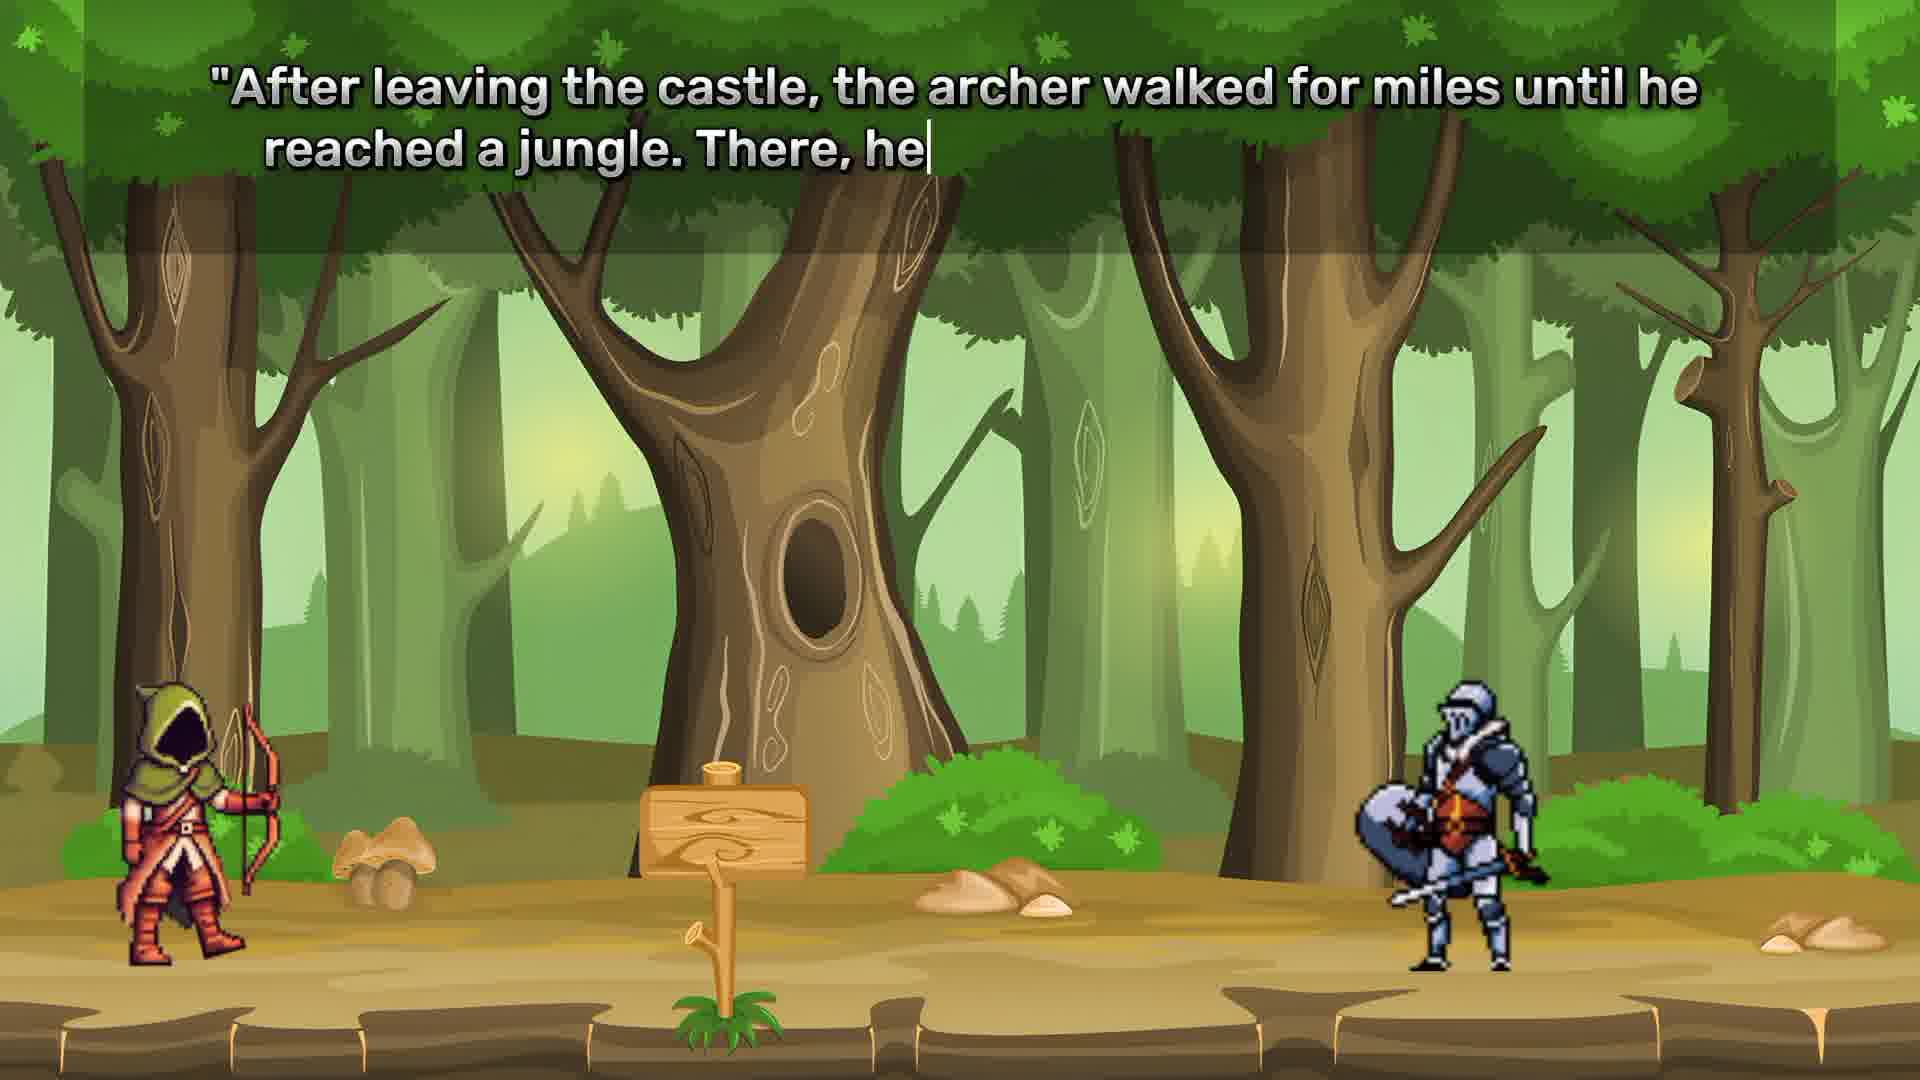 "After leaving the castle, the archer walked for miles until he
reached a jungle. There, he